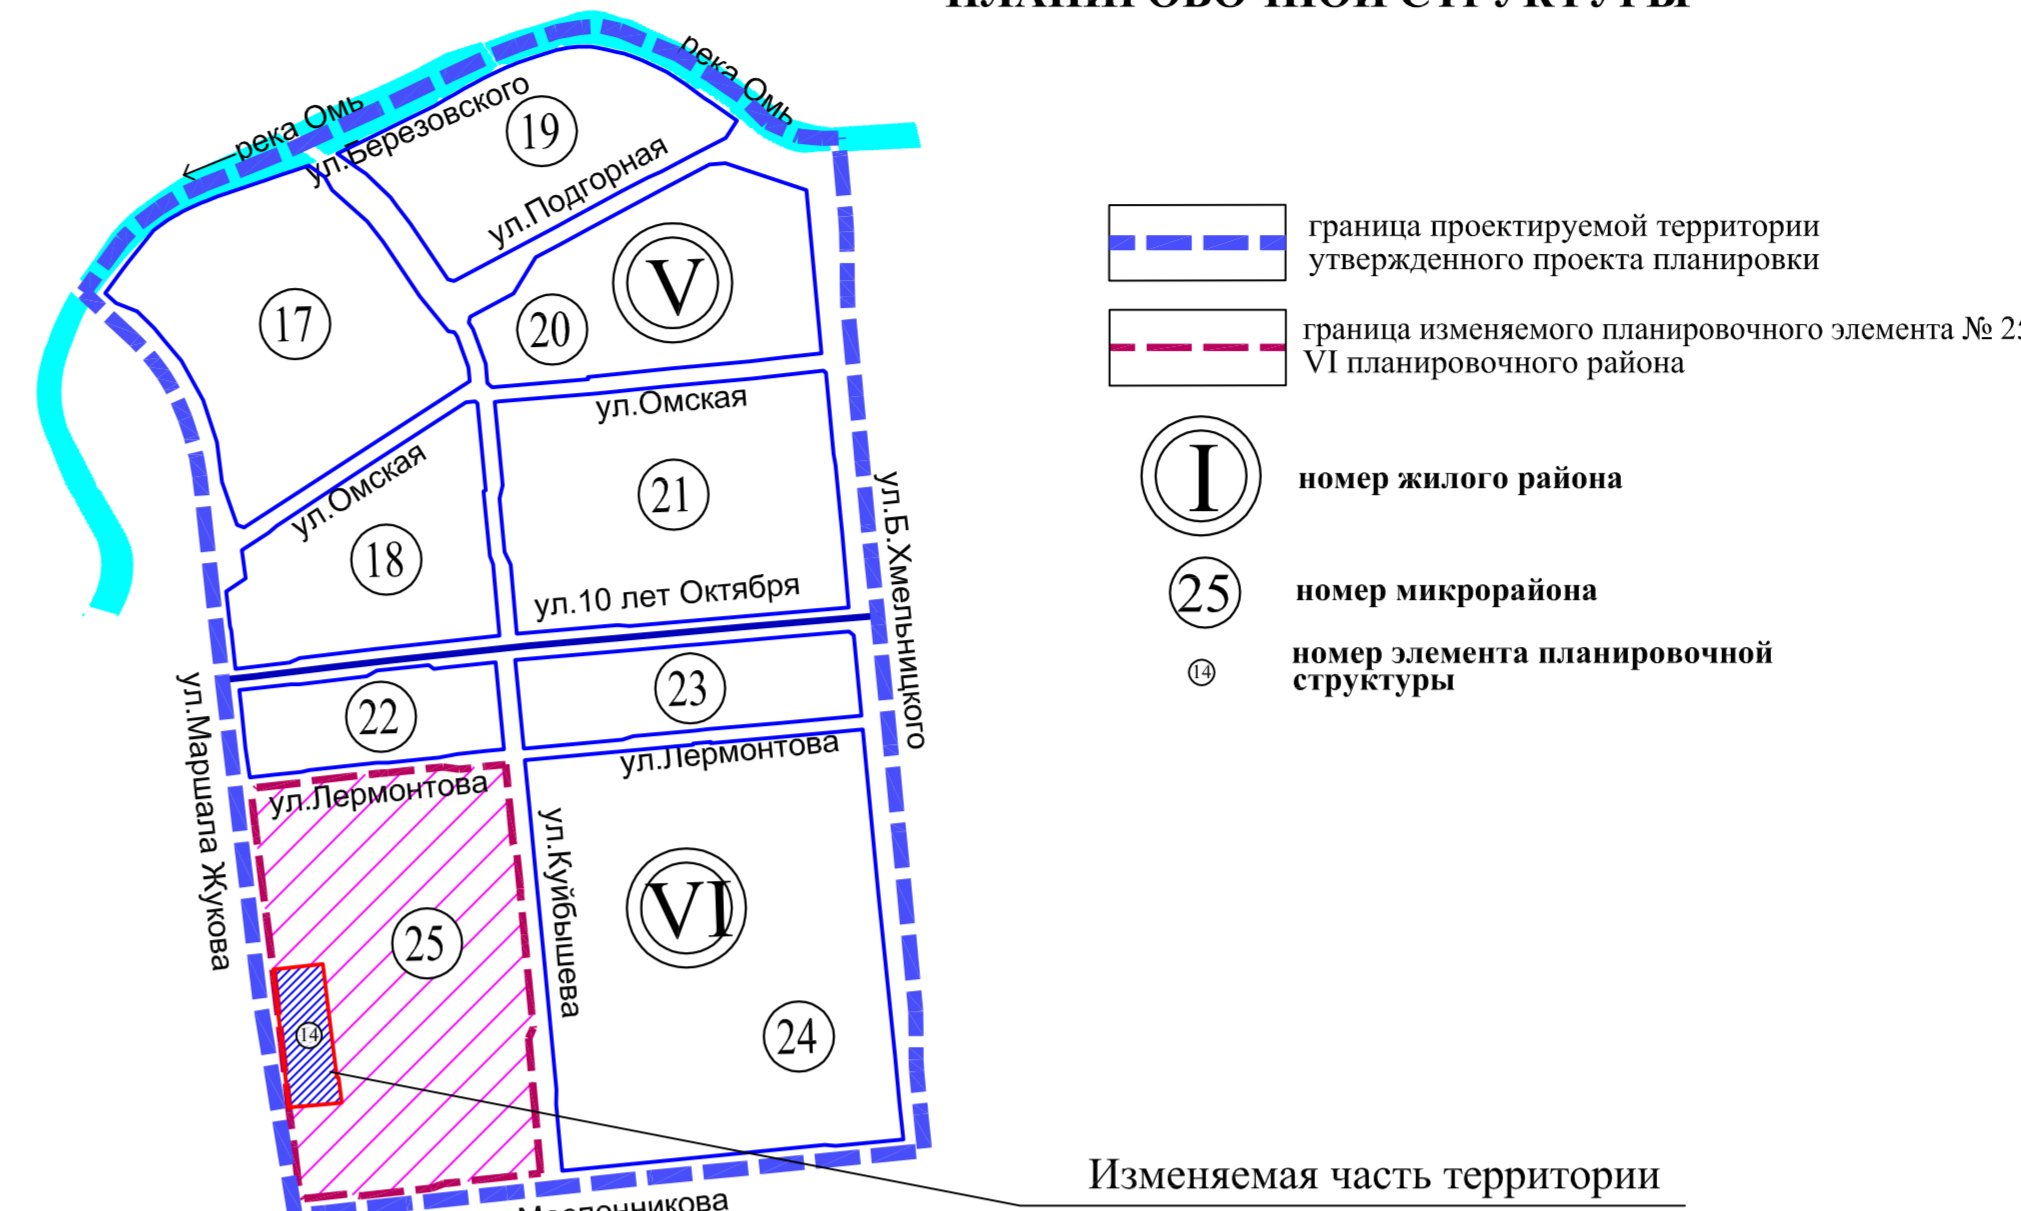 ПЛАНИРОВОЧНОЙ СТРУКТУРЫ
река Омь
река Омь
ул.Березовского
19
ул.Подгорная
V
17
20
ул.Омская
ул.Омская
21
18
ул.10 лет Октября
ул.Б.Хмельницкого
22
23
ул.Маршала Жукова
ул.Лермонтова
ул.Лермонтова
ул.Куйбышева
VI
25
24
14
граница проектируемой территории
утвержденного проекта планировки
граница изменяемого планировочного элемента № 25
VI планировочного района
I
номер жилого района
25
номер микрорайона
14
номер элемента планировочной
структуры
Изменяемая часть территории